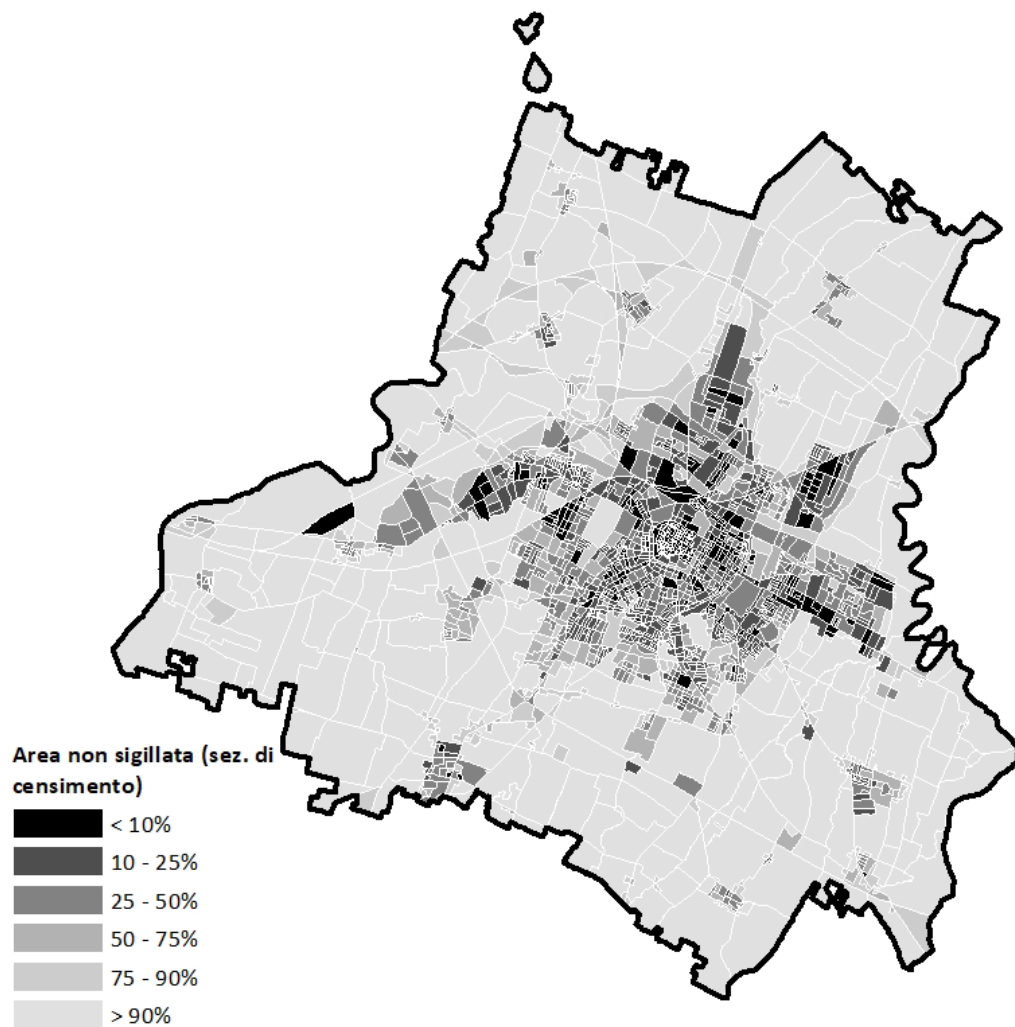 Area non sigillata (sez. di
censimento)
< 10%
10 - 25%
25 - 50%
50 - 75%
75 - 90%
> 90%